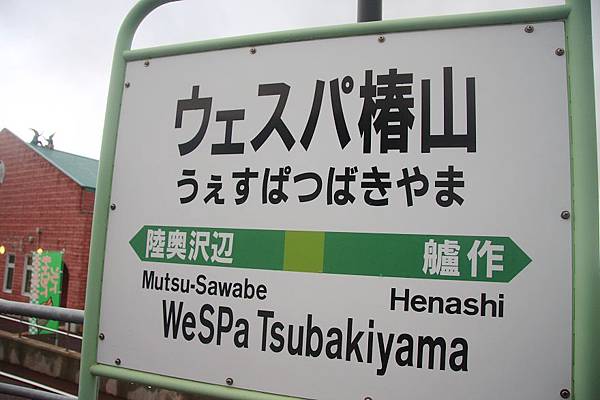 ウェスパ椿山
うぇすぱつばきやま
陸奥沢辺 艫作
Mutsu-Sawabe Henashi
WeSPa Tsubakiyama